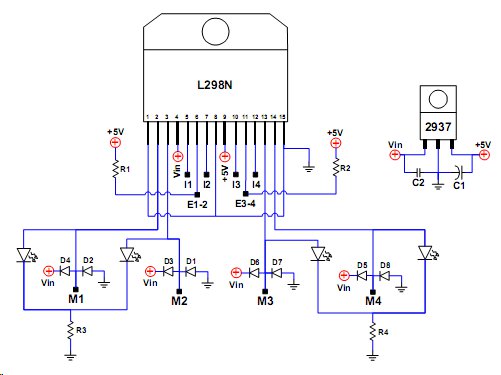 L298N
1 2 3 4 5 6 7 8 9 10 11 12 13 14 15
2937
+5V
+5V
+5V
Vin
+5V
R1
Vin
I1
I2
+5V
I3
I4
R2
C2
C1
E1-2
E3-4
D4
D2
D3
D1
D6
D7
D5
D8
Vin
Vin
Vin
Vin
M1
M2
M3
M4
R3
R4